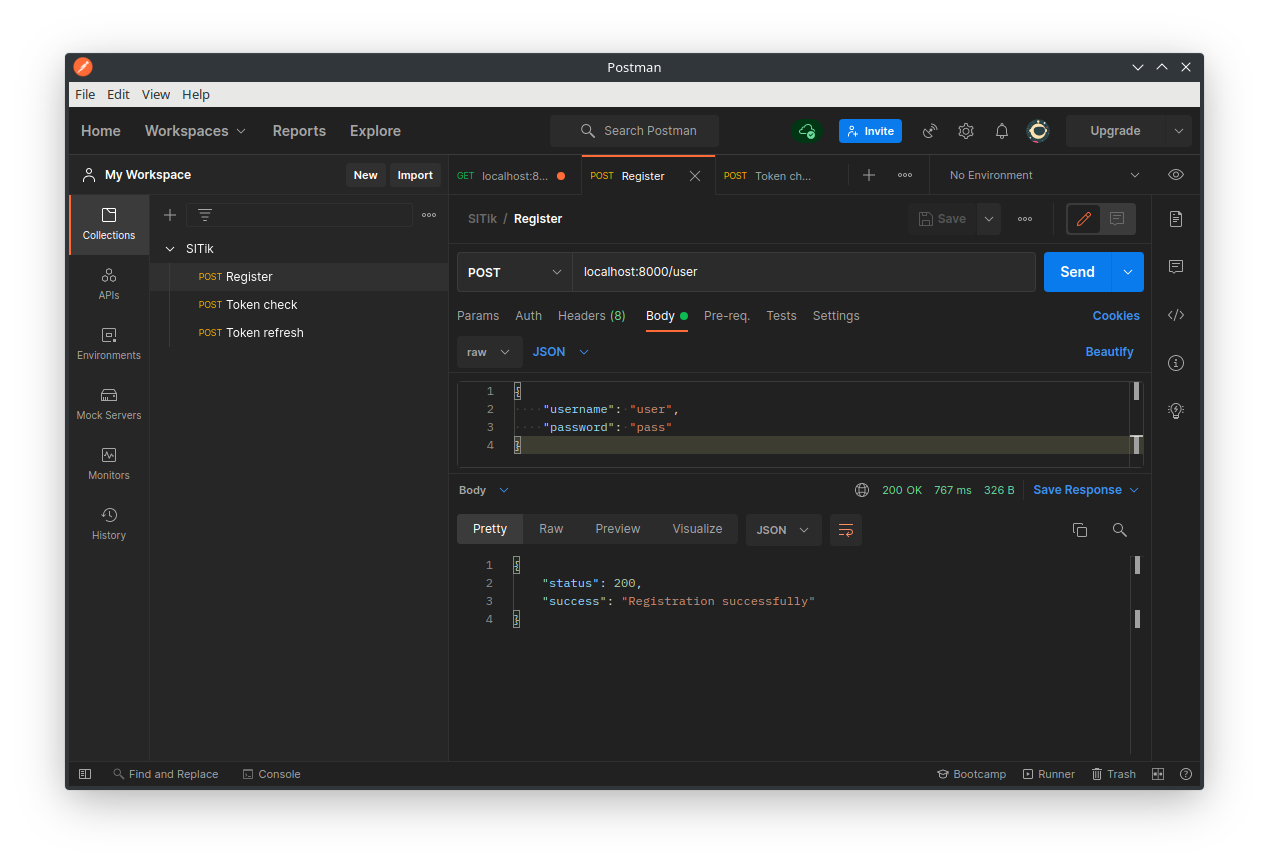 Postman
File Edit View Help
Home Workspaces Reports Explore Search Postman Invite Upgrade
My Workspace New Import GET localhost:8... POST Register POST Token ch... No Environment
Collections
APIs
Environments
Mock Servers
Monitors
History
SITik
POST Register
POST Token check
POST Token refresh
SITik / Register Save
POST localhost:8000/user Send
Params Auth Headers (8) Body Pre-req. Tests Settings Cookies
raw JSON Beautify
1 {
2 ····"username":·"user",
3 ····"password":·"pass"
4 }
Body 200 OK 767 ms 326 B Save Response
Pretty Raw Preview Visualize JSON
1 {
2     "status": 200,
3     "success": "Registration successfully"
4 }
Find and Replace Console Bootcamp Runner Trash